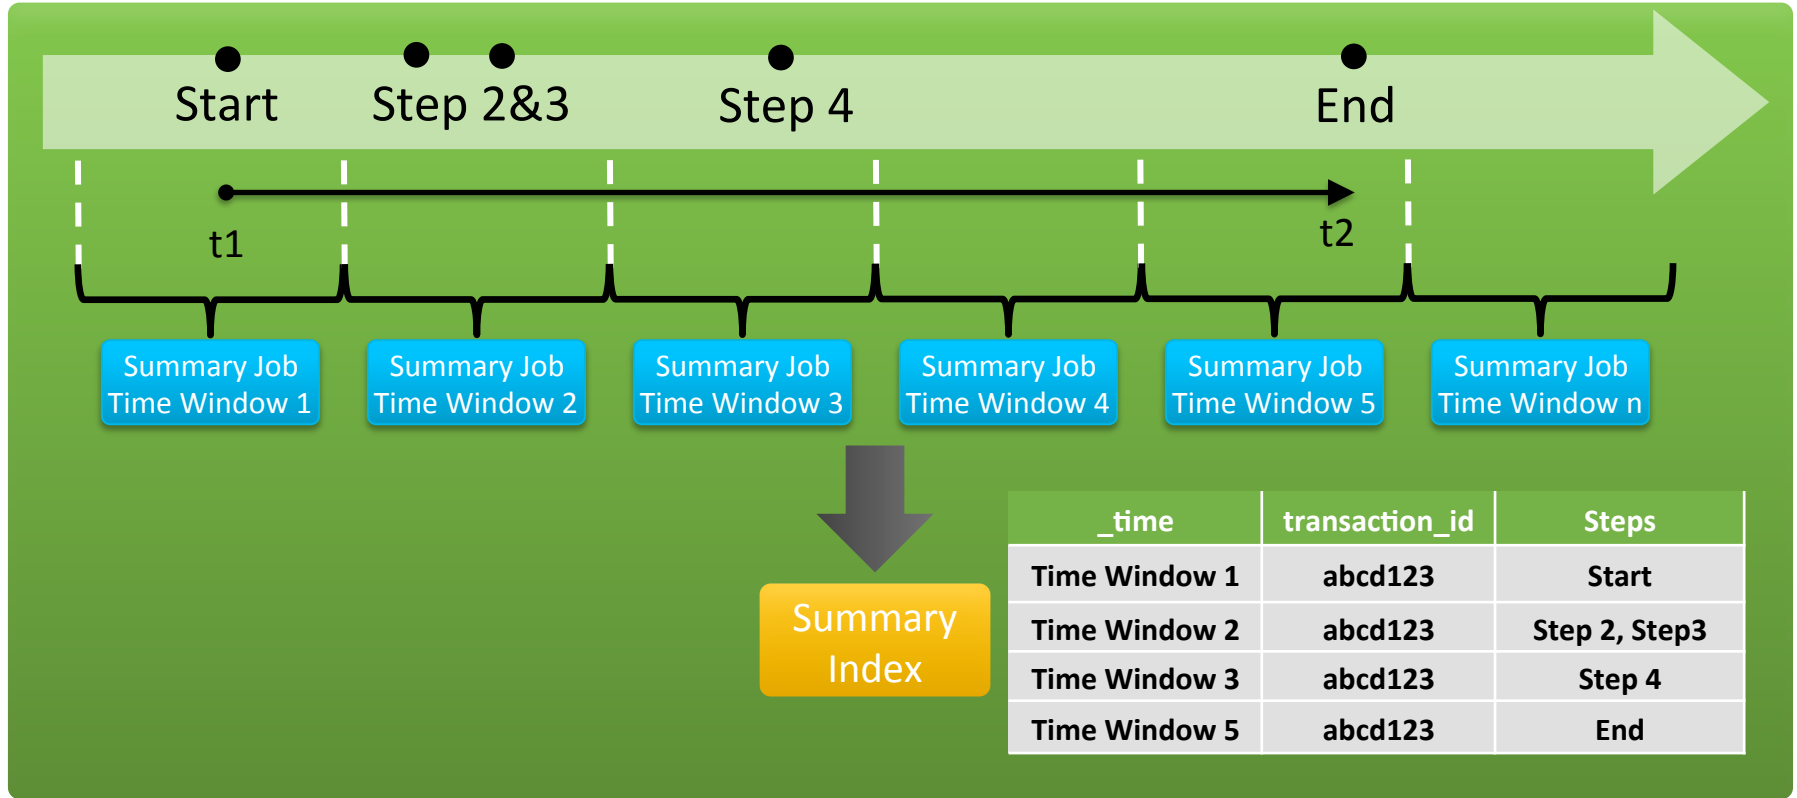 Start
Step 2&3
Step 4
End
t1
t2
Summary Job
Time Window 1
Summary Job
Time Window 2
Summary Job
Time Window 3
Summary Job
Time Window 4
Summary Job
Time Window 5
Summary Job
Time Window n
Summary
Index
_time transaction_id Steps
Time Window 1 abcd123 Start
Time Window 2 abcd123 Step 2, Step3
Time Window 3 abcd123 Step 4
Time Window 5 abcd123 End